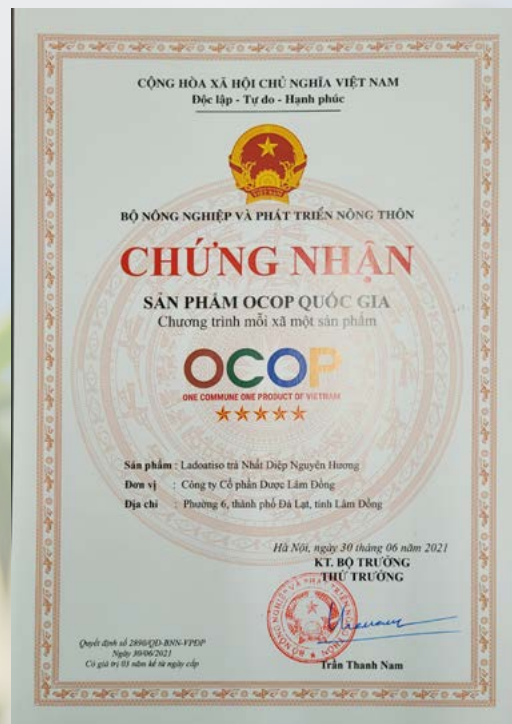 CỘNG HÒA XÃ HỘI CHỦ NGHĨA VIỆT NAM
Độc lập - Tự do - Hạnh phúc
BỘ NÔNG NGHIỆP VÀ PHÁT TRIỂN NÔNG THÔN
CHỨNG NHẬN
SẢN PHẨM OCOP QUỐC GIA
Chương trình mỗi xã một sản phẩm
OCOP
ONE COMMUNE ONE PRODUCT OF VIETNAM
Sản phẩm : Ladoatiso trà Nhất Diệp Nguyên Hương
Đơn vị : Công ty Cổ phần Dược Lâm Đồng
Địa chỉ : Phường 6, thành phố Đà Lạt, tỉnh Lâm Đồng
Hà Nội, ngày 30 tháng 06 năm 2021
KT. BỘ TRƯỞNG
THỨ TRƯỞNG
Quyết định số 2890/QĐ-BNN-VPĐP
Ngày 30/06/2021
Có giá trị 03 năm kể từ ngày cấp
Trần Thanh Nam